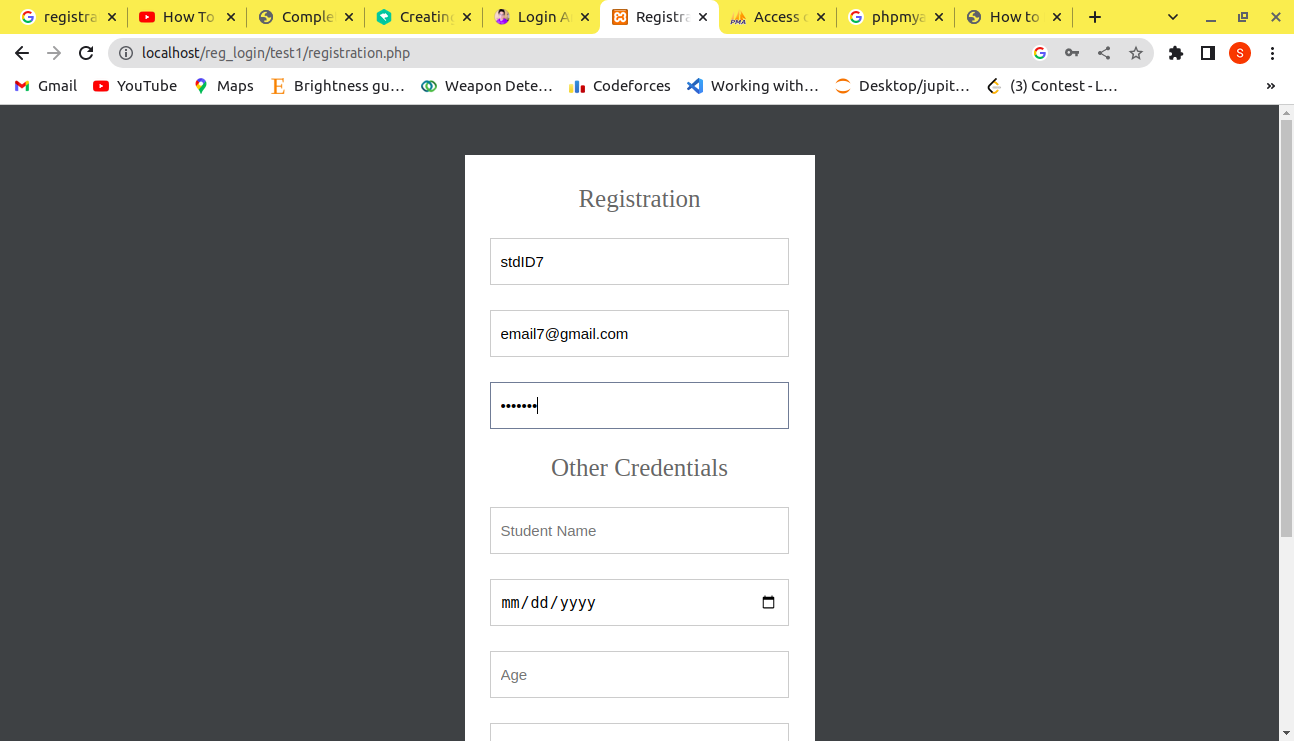 registra How To Comple Creating Login A Registra Access phpmya How to
localhost/reg_login/test1/registration.php S
Gmail YouTube Maps Brightness gu... Weapon Dete... Codeforces Working with... Desktop/jupit... (3) Contest - L... »
Registration
stdID7
email7@gmail.com
•••••••
Other Credentials
Student Name
mm/dd/yyyy
Age